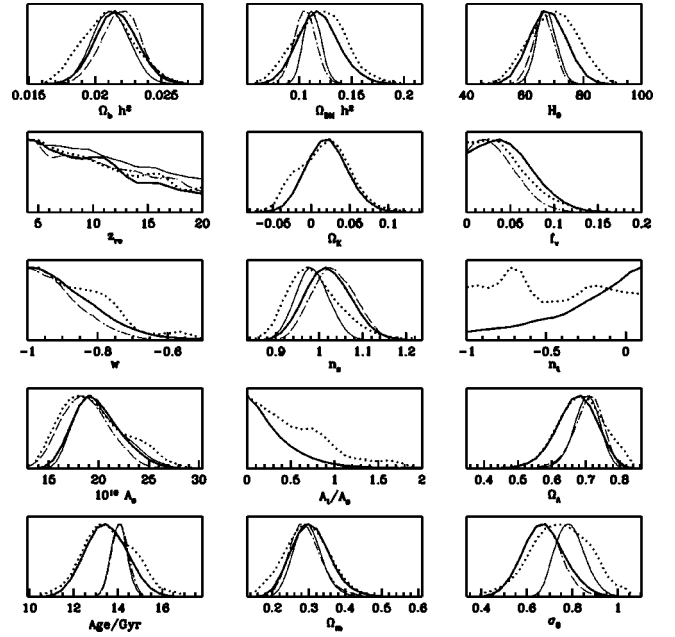 0.016 0.021 0.026
Ω_b h²
0.1 0.15 0.2
Ω_DM h²
40 60 80 100
H_0
5 10 15 20
z_re
-0.05 0 0.05 0.1
Ω_K
0 0.05 0.1 0.15 0.2
f_ν
-1 -0.8 -0.6
w
0.9 1 1.1 1.2
n_s
-1 -0.5 0
n_t
15 20 25 30
10^10 A_s
0 0.5 1 1.5 2
A_t/A_s
0.4 0.5 0.6 0.7 0.8
Ω_Λ
10 12 14 16
Age/Gyr
0.2 0.3 0.4 0.5 0.6
Ω_m
0.4 0.6 0.8 1
σ_8